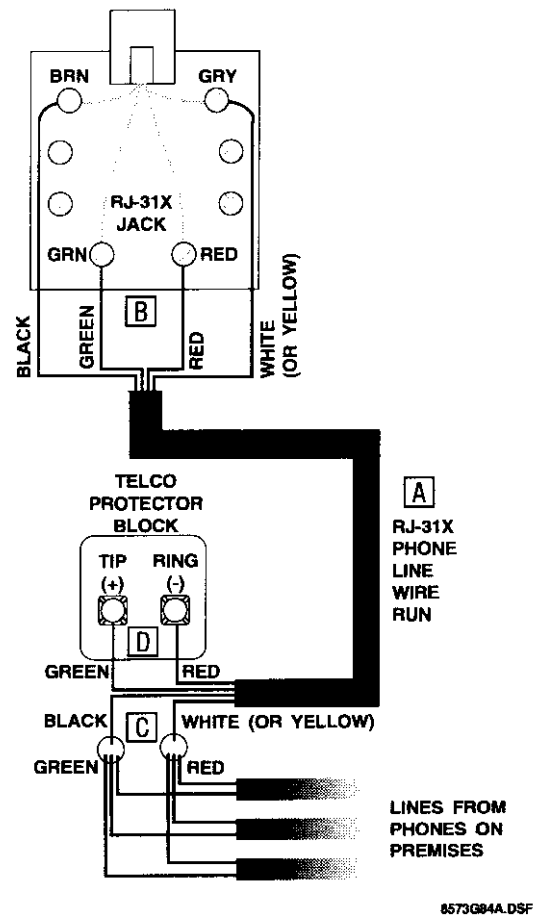 BRN
GRY
RJ-31X
JACK
GRN
RED
B
BLACK
GREEN
RED
WHITE
(OR YELLOW)
TELCO
PROTECTOR
BLOCK
A
RJ-31X
PHONE
LINE
WIRE
RUN
TIP
(+)
RING
(-)
D
GREEN
RED
BLACK
C
WHITE (OR YELLOW)
GREEN
RED
LINES FROM
PHONES ON
PREMISES
8573G84A.DSF